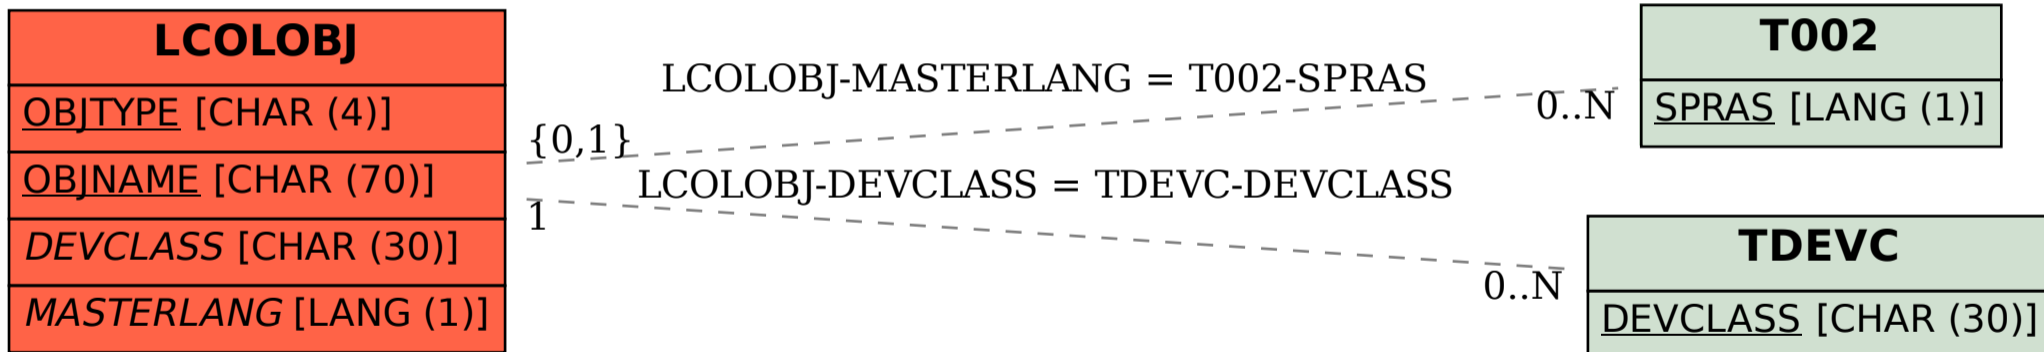 LCOLOBJ
OBJTYPE [CHAR (4)]
OBJNAME [CHAR (70)]
DEVCLASS [CHAR (30)]
MASTERLANG [LANG (1)]
LCOLOBJ-MASTERLANG = T002-SPRAS
{0,1}
0..N
LCOLOBJ-DEVCLASS = TDEVC-DEVCLASS
1
0..N
T002
SPRAS [LANG (1)]
TDEVC
DEVCLASS [CHAR (30)]